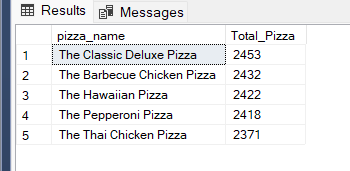 Results Messages
pizza_name Total_Pizza
1 The Classic Deluxe Pizza 2453
2 The Barbecue Chicken Pizza 2432
3 The Hawaiian Pizza 2422
4 The Pepperoni Pizza 2418
5 The Thai Chicken Pizza 2371